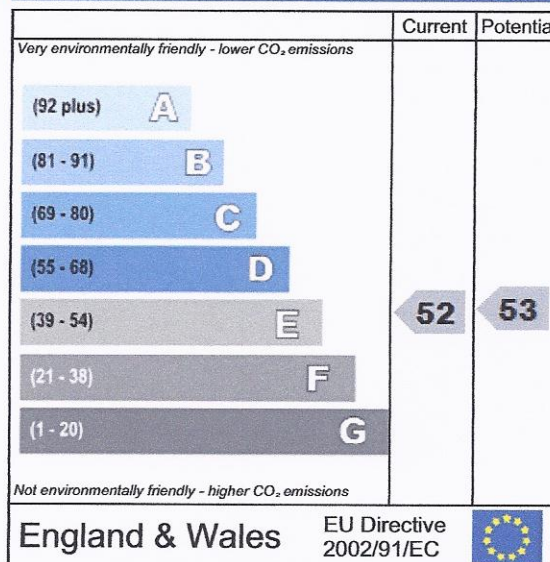 Current Potential
Very environmentally friendly - lower CO₂ emissions
(92 plus) A
(81 - 91) B
(69 - 80) C
(55 - 68) D
(39 - 54) E
52 53
(21 - 38) F
(1 - 20) G
Not environmentally friendly - higher CO₂ emissions
England & Wales
EU Directive
2002/91/EC